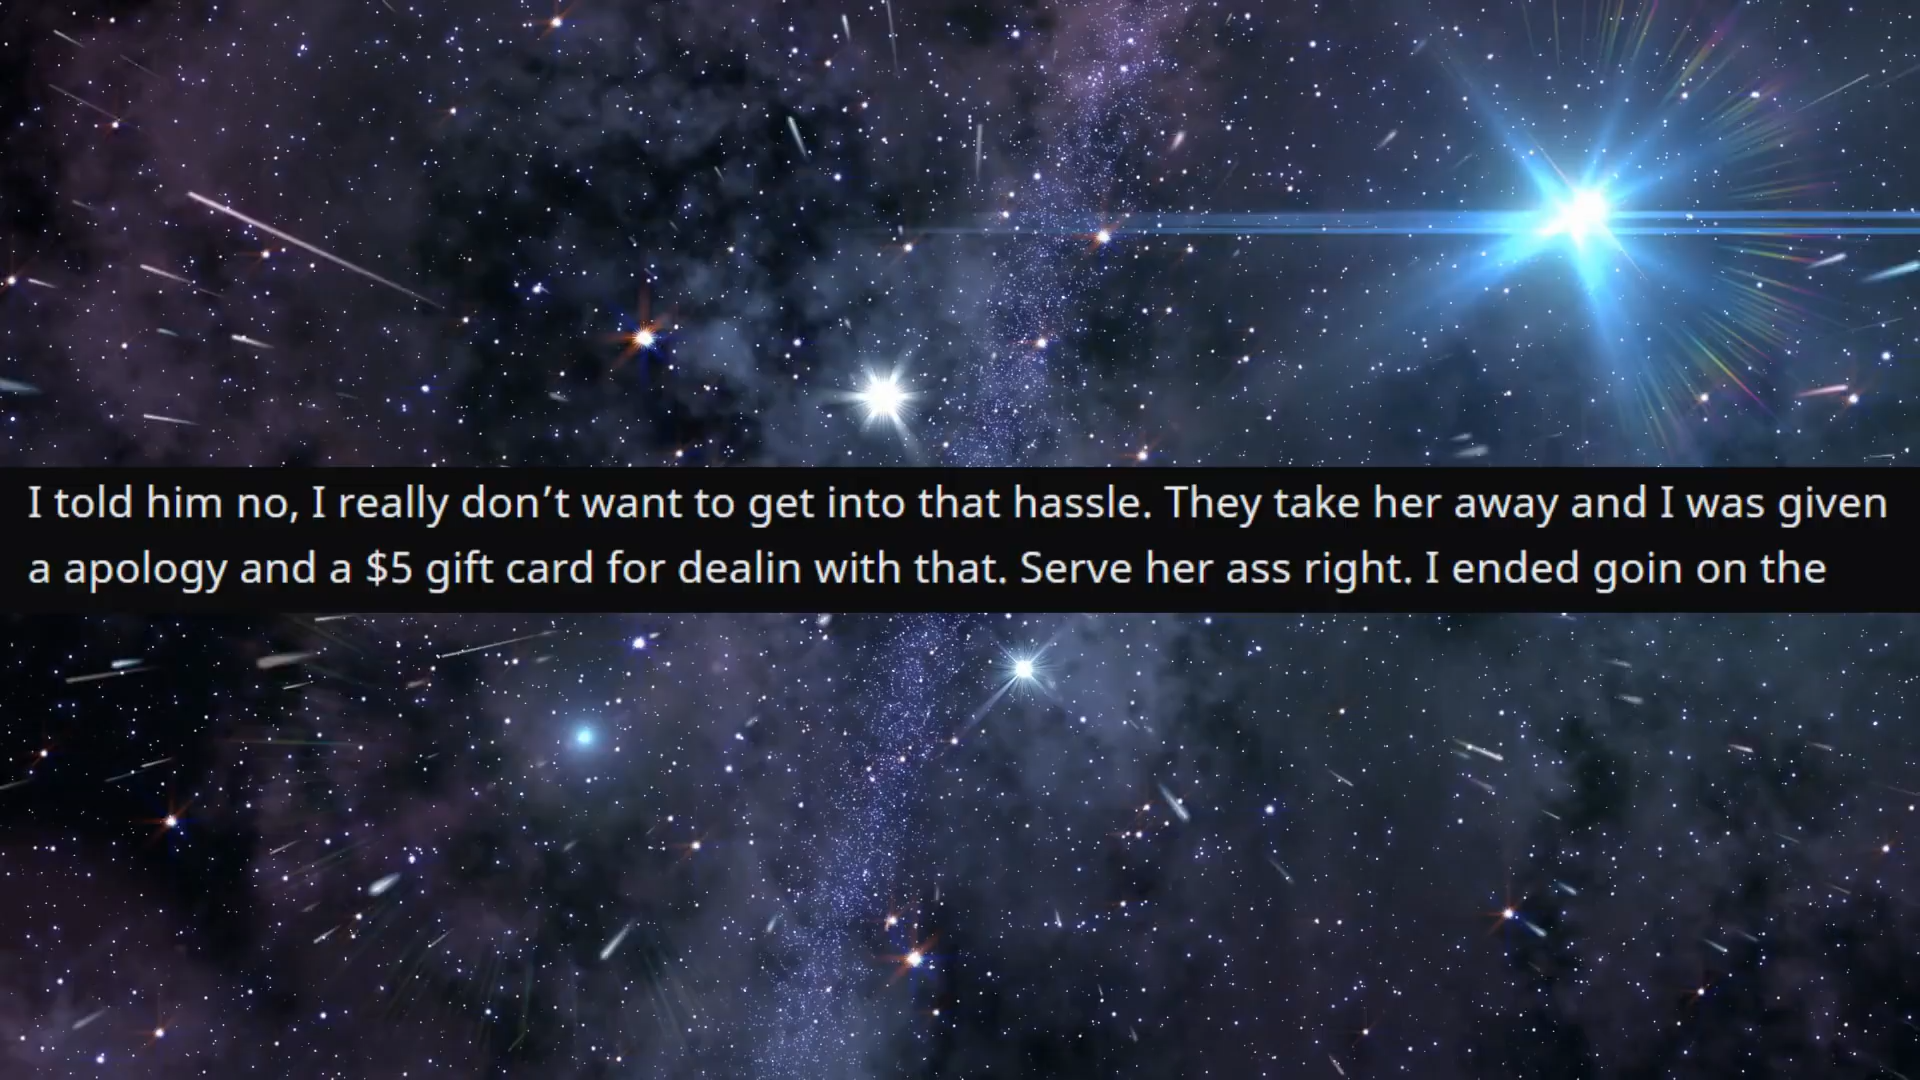 I told him no, I really don’t want to get into that hassle. They take her away and I was given
a apology and a $5 gift card for dealin with that. Serve her ass right. I ended goin on the